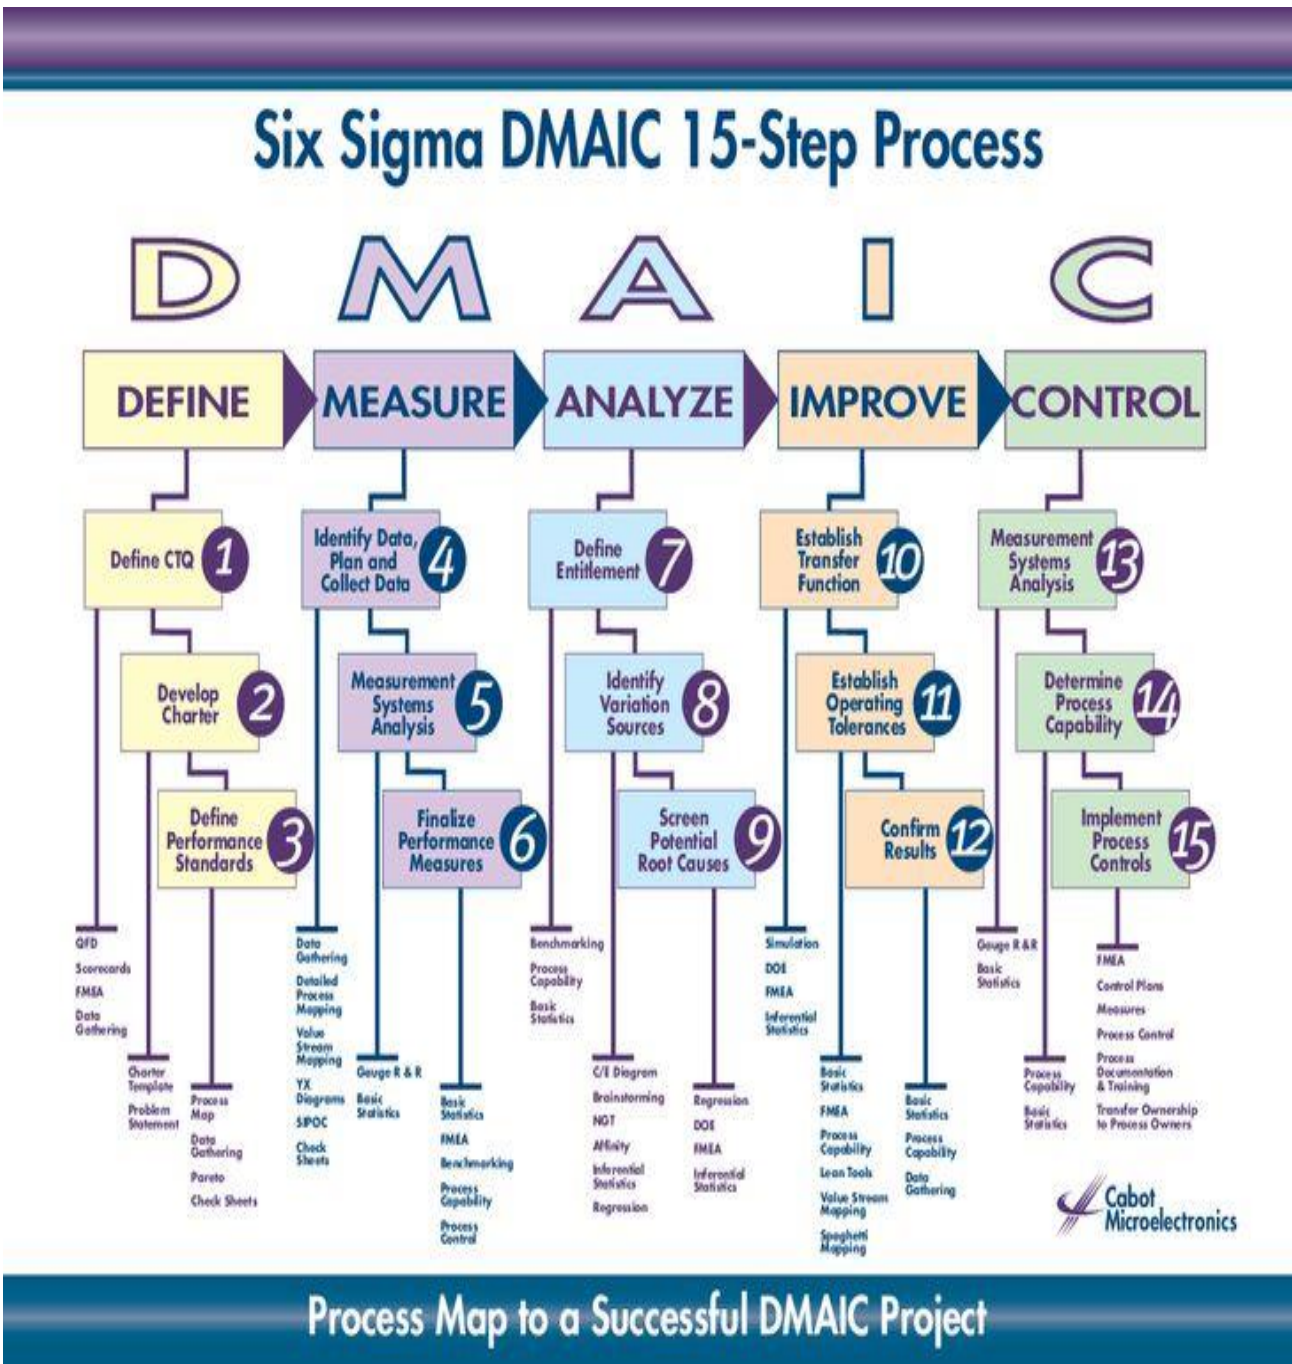 Six Sigma DMAIC 15-Step Process
D
M
A
I
C
DEFINE
MEASURE
ANALYZE
IMPROVE
CONTROL
Define CTQ
1
Develop
Charter
2
Define
Performance
Standards
3
Identify Data,
Plan and
Collect Data
4
Measurement
Systems
Analysis
5
Finalize
Performance
Measures
6
Define
Entitlement
7
Identify
Variation
Sources
8
Screen
Potential
Root Causes
9
Establish
Transfer
Function
10
Establish
Operating
Tolerances
11
Confirm
Results
12
Measurement
Systems
Analysis
13
Determine
Process
Capability
14
Implement
Process
Controls
15
QFD
Scorecards
FMEA
Data
Gathering
Charter
Template
Problem
Statement
Process
Map
Data
Gathering
Pareto
Check Sheets
Data
Gathering
Detailed
Process
Mapping
Value
Stream
Mapping
YX
Diagrams
SIPOC
Check
Sheets
Gauge R & R
Basic
Statistics
Basic
Statistics
FMEA
Benchmarking
Process
Capability
Process
Control
Benchmarking
Process
Capability
Basic
Statistics
C/E Diagram
Brainstorming
NGT
Affinity
Inferential
Statistics
Regression
Regression
DOE
FMEA
Inferential
Statistics
Simulation
DOE
FMEA
Inferential
Statistics
Basic
Statistics
FMEA
Process
Capability
Lean Tools
Value Stream
Mapping
Spaghetti
Mapping
Basic
Statistics
Process
Capability
Data
Gathering
Gauge R & R
Basic
Statistics
Process
Capability
Basic
Statistics
FMEA
Control Plans
Measures
Process Control
Process
Documentation
& Training
Transfer Ownership
to Process Owners
Cabot
Microelectronics
Process Map to a Successful DMAIC Project